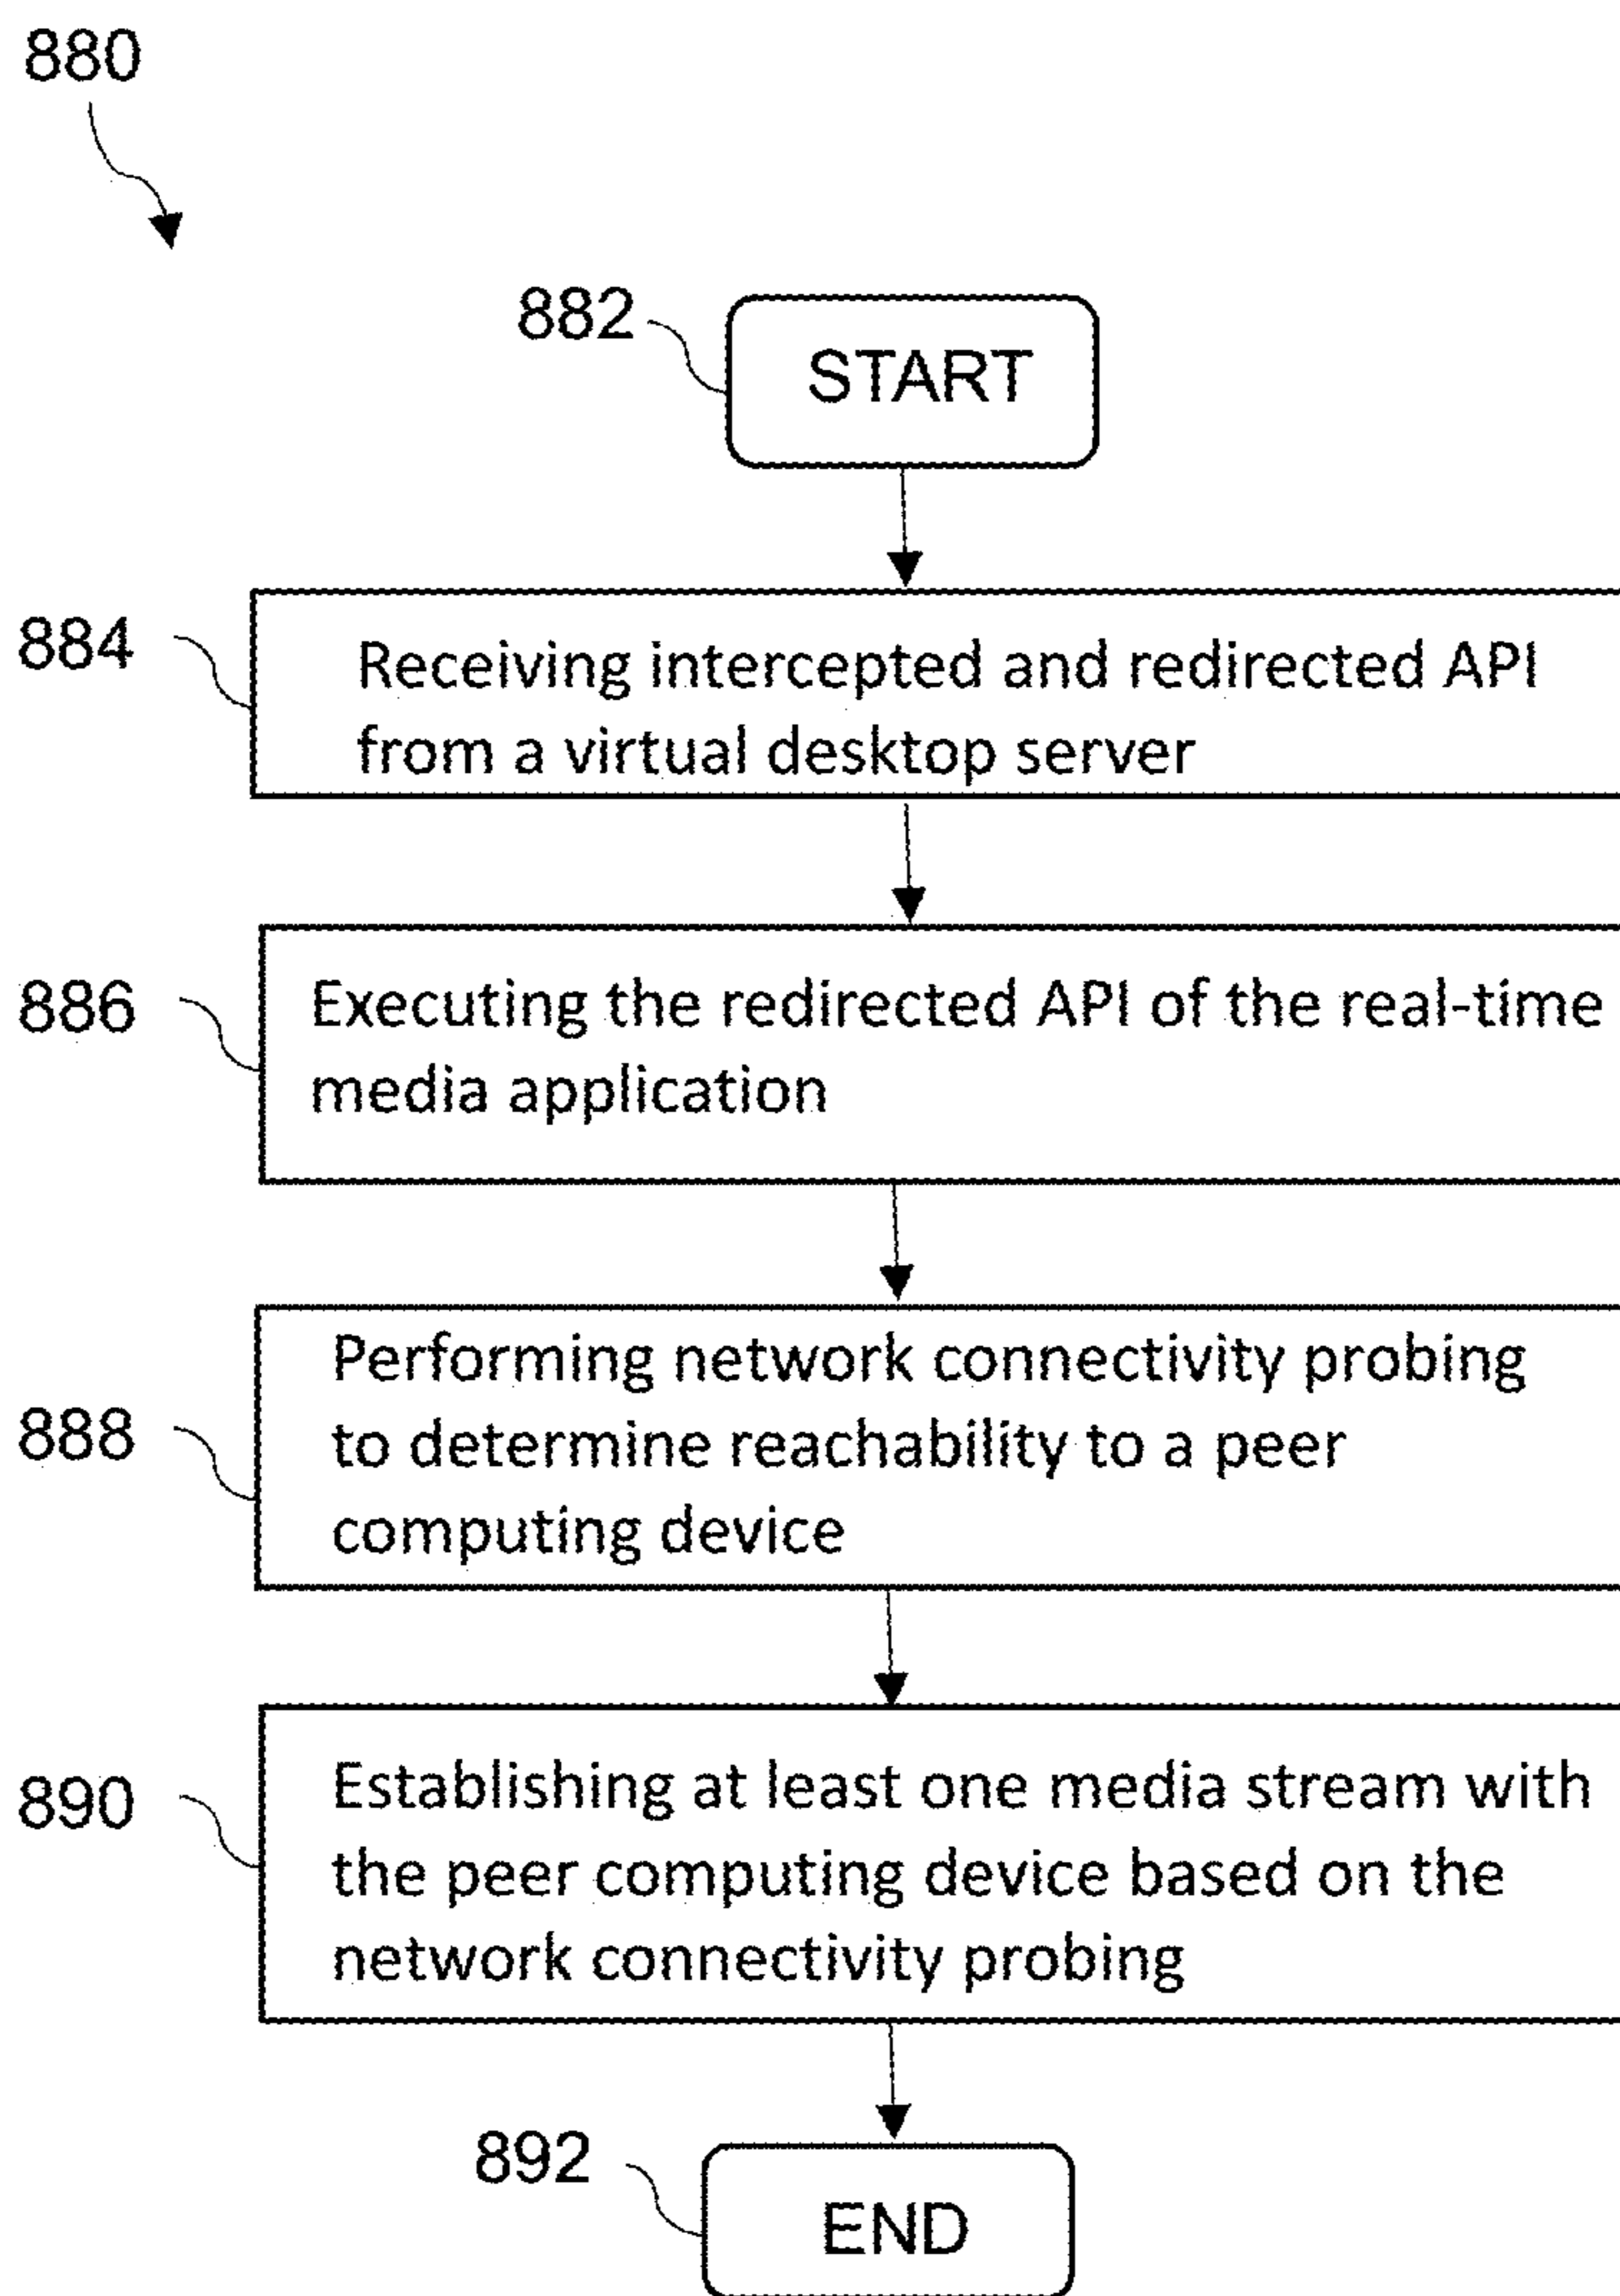 880
882
START
884
Receiving intercepted and redirected API
from a virtual desktop server
886
Executing the redirected API of the real-time
media application
888
Performing network connectivity probing
to determine reachability to a peer
computing device
890
Establishing at least one media stream with
the peer computing device based on the
network connectivity probing
892
END